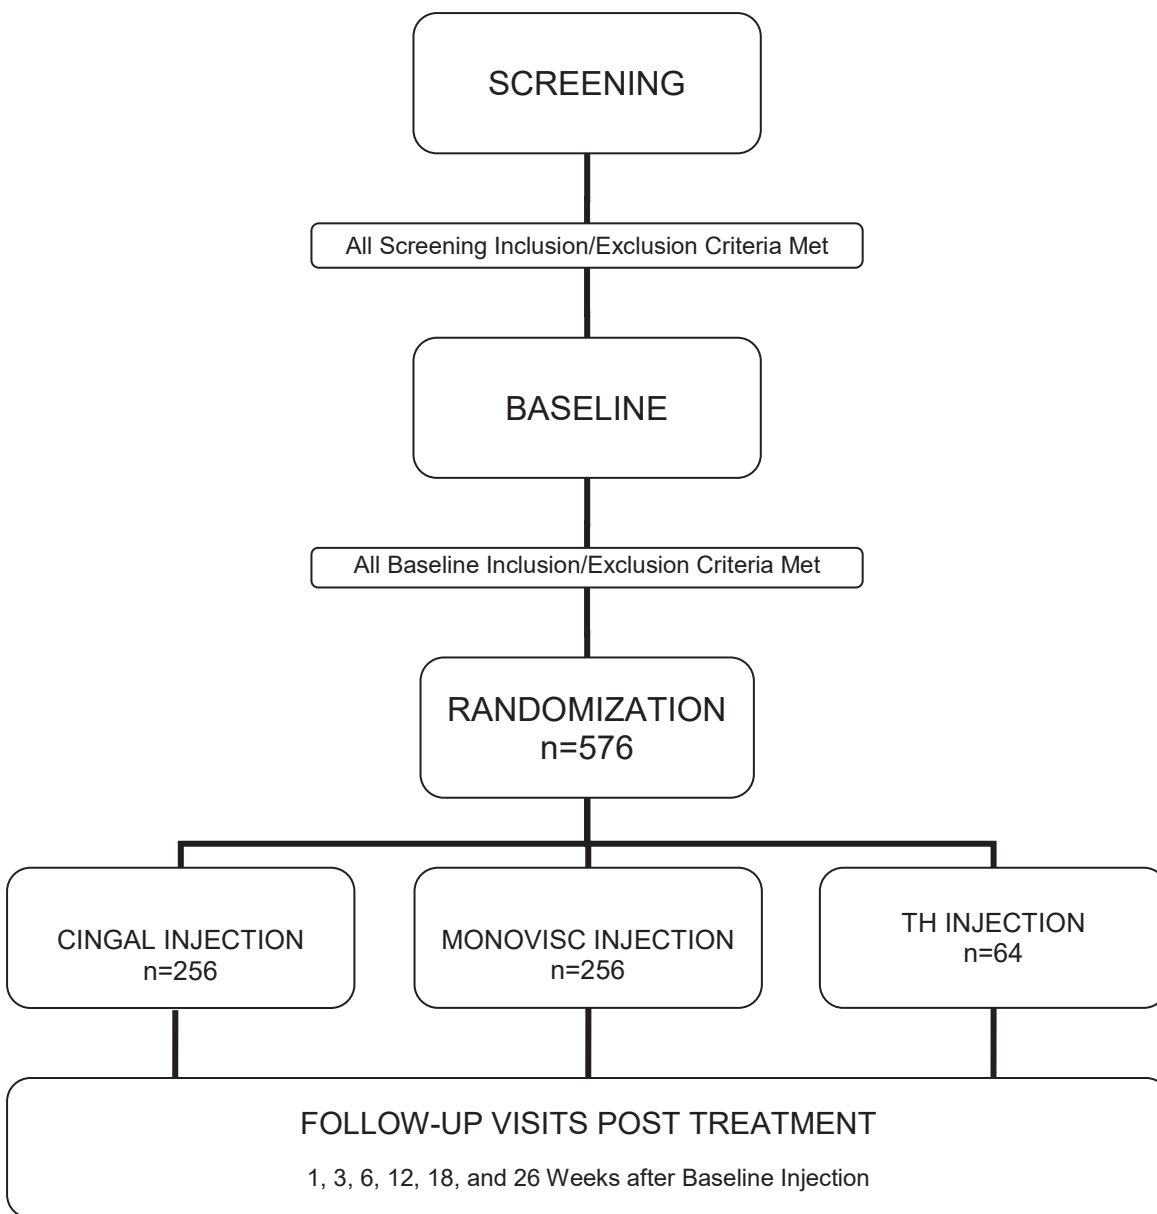 SCREENING
All Screening Inclusion/Exclusion Criteria Met
BASELINE
All Baseline Inclusion/Exclusion Criteria Met
RANDOMIZATION
n=576
CINGAL INJECTION
n=256
MONOVISC INJECTION
n=256
TH INJECTION
n=64
FOLLOW-UP VISITS POST TREATMENT
1, 3, 6, 12, 18, and 26 Weeks after Baseline Injection